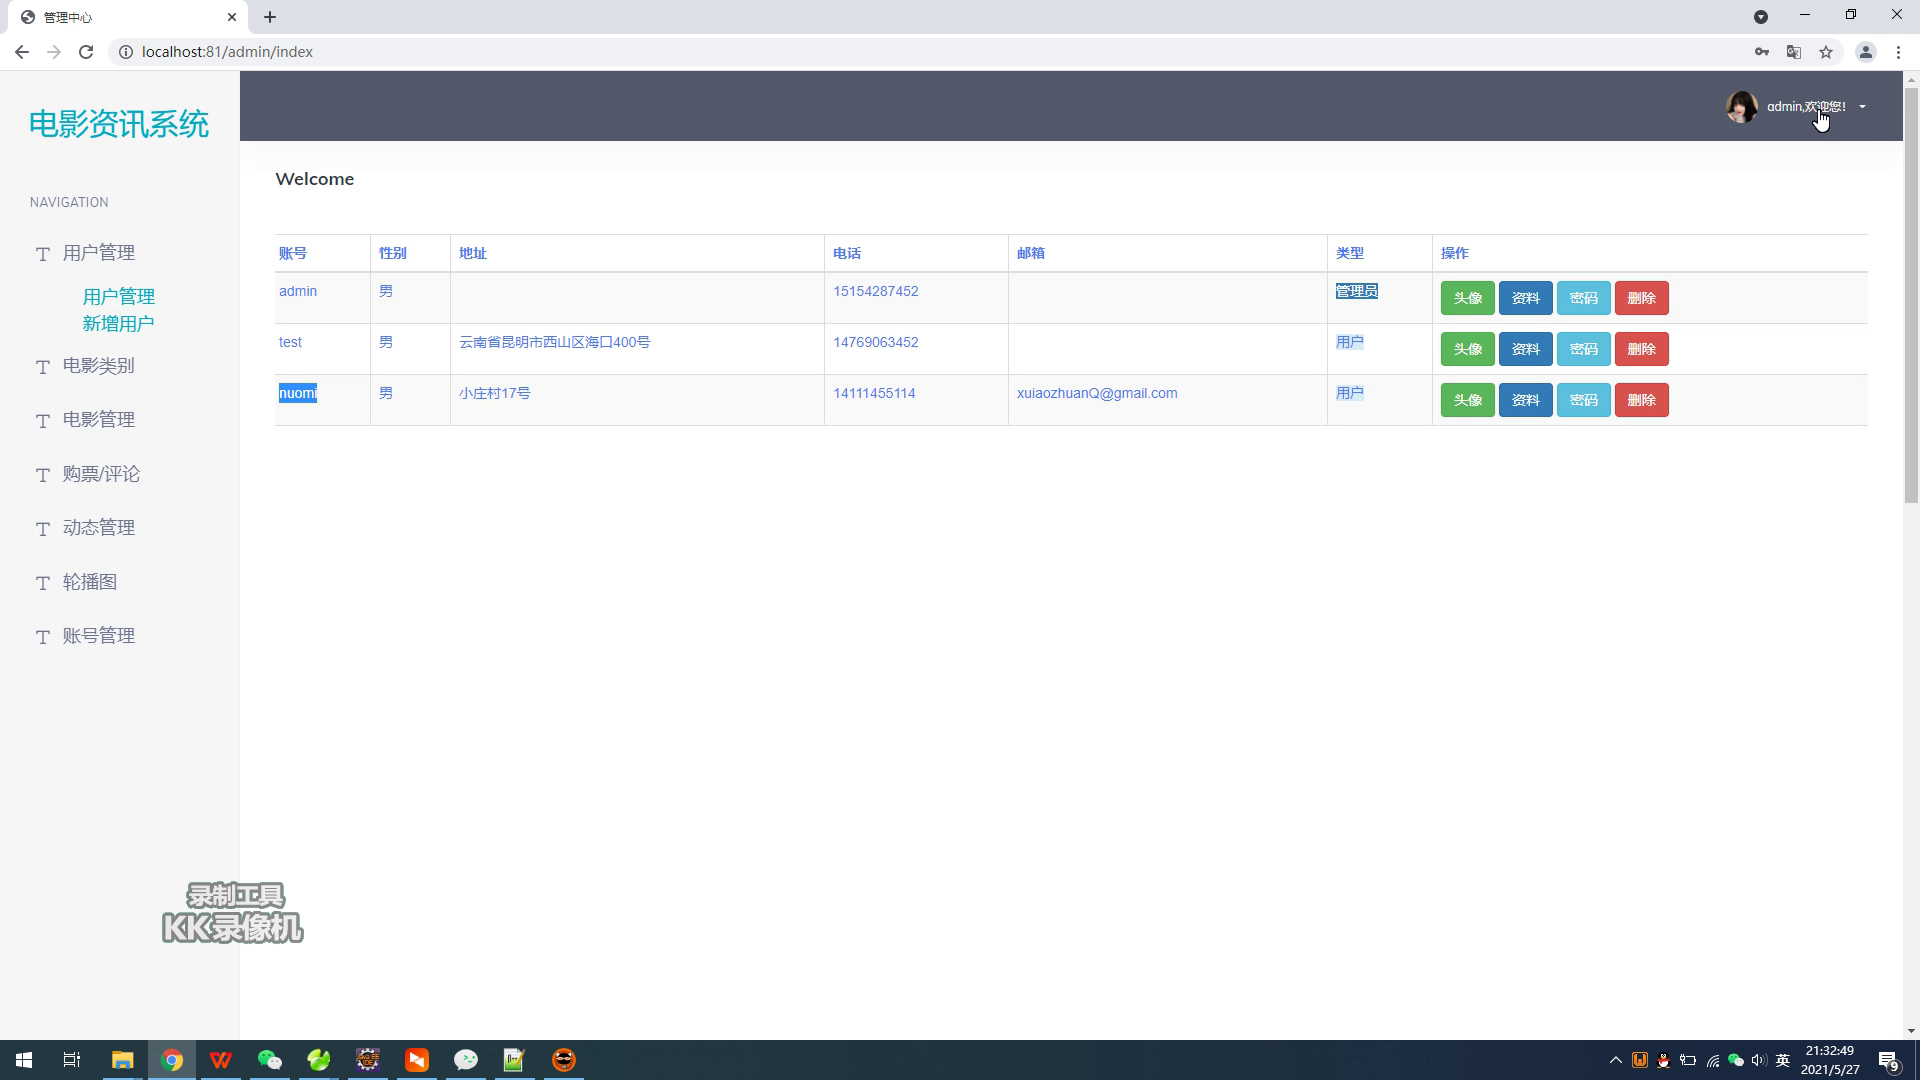 管理中心
localhost:81/admin/index
电影资讯系统
admin,欢迎您!
Welcome
NAVIGATION
用户管理
用户管理
新增用户
电影类别
电影管理
购票/评论
动态管理
轮播图
账号管理
账号 性别 地址 电话 邮箱 类型 操作
admin 男 15154287452 管理员 头像 资料 密码 删除
test 男 云南省昆明市西山区海口400号 14769063452 用户 头像 资料 密码 删除
nuomi 男 小庄村17号 14111455114 xuiaozhuanQ@gmail.com 用户 头像 资料 密码 删除
录制工具
KK录像机
英
21:32:49
2021/5/27
9